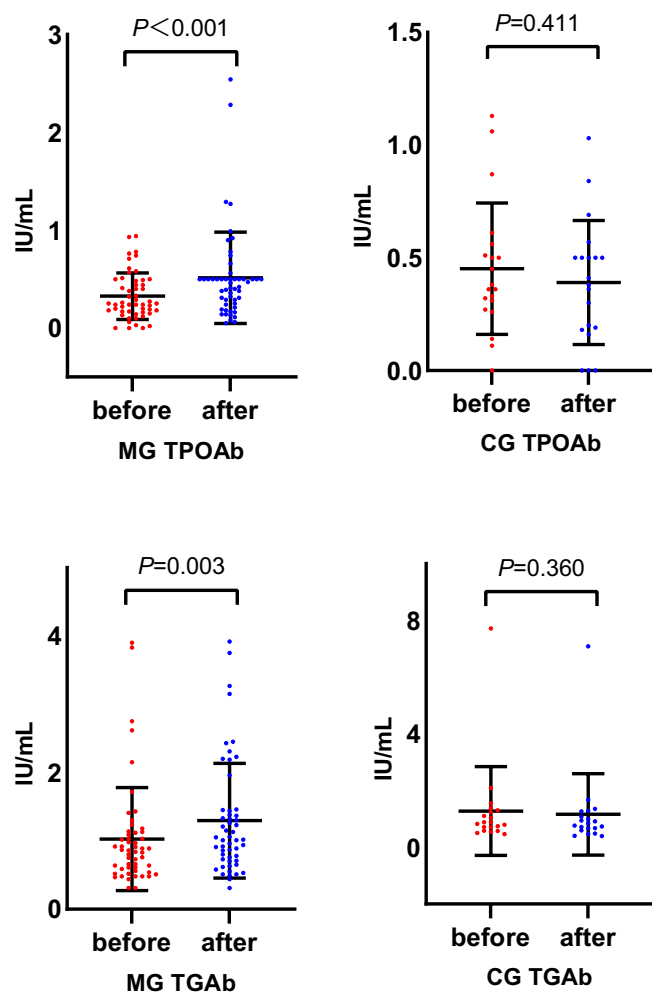 P<0.001
3
2
1
0
IU/mL
before after
MG TPOAb
P=0.411
1.5
1.0
0.5
0.0
IU/mL
before after
CG TPOAb
P=0.003
4
2
0
IU/mL
before after
MG TGAb
P=0.360
8
4
0
IU/mL
before after
CG TGAb